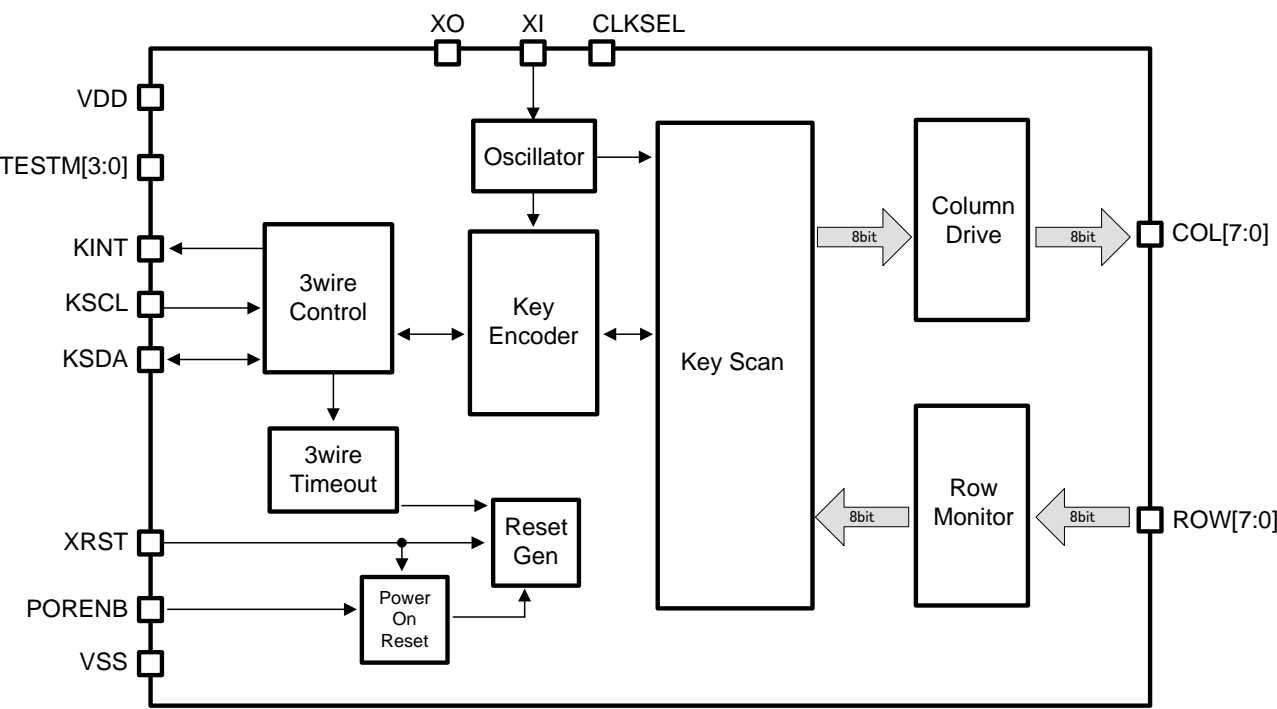 XO XI CLKSEL
VDD
TESTM[3:0]
Oscillator
Column
Drive
8bit
8bit
COL[7:0]
KINT
KSCL
KSDA
3wire
Control
Key
Encoder
Key Scan
3wire
Timeout
Reset
Gen
Row
Monitor
8bit
8bit
ROW[7:0]
XRST
PORENB
Power
On
Reset
VSS